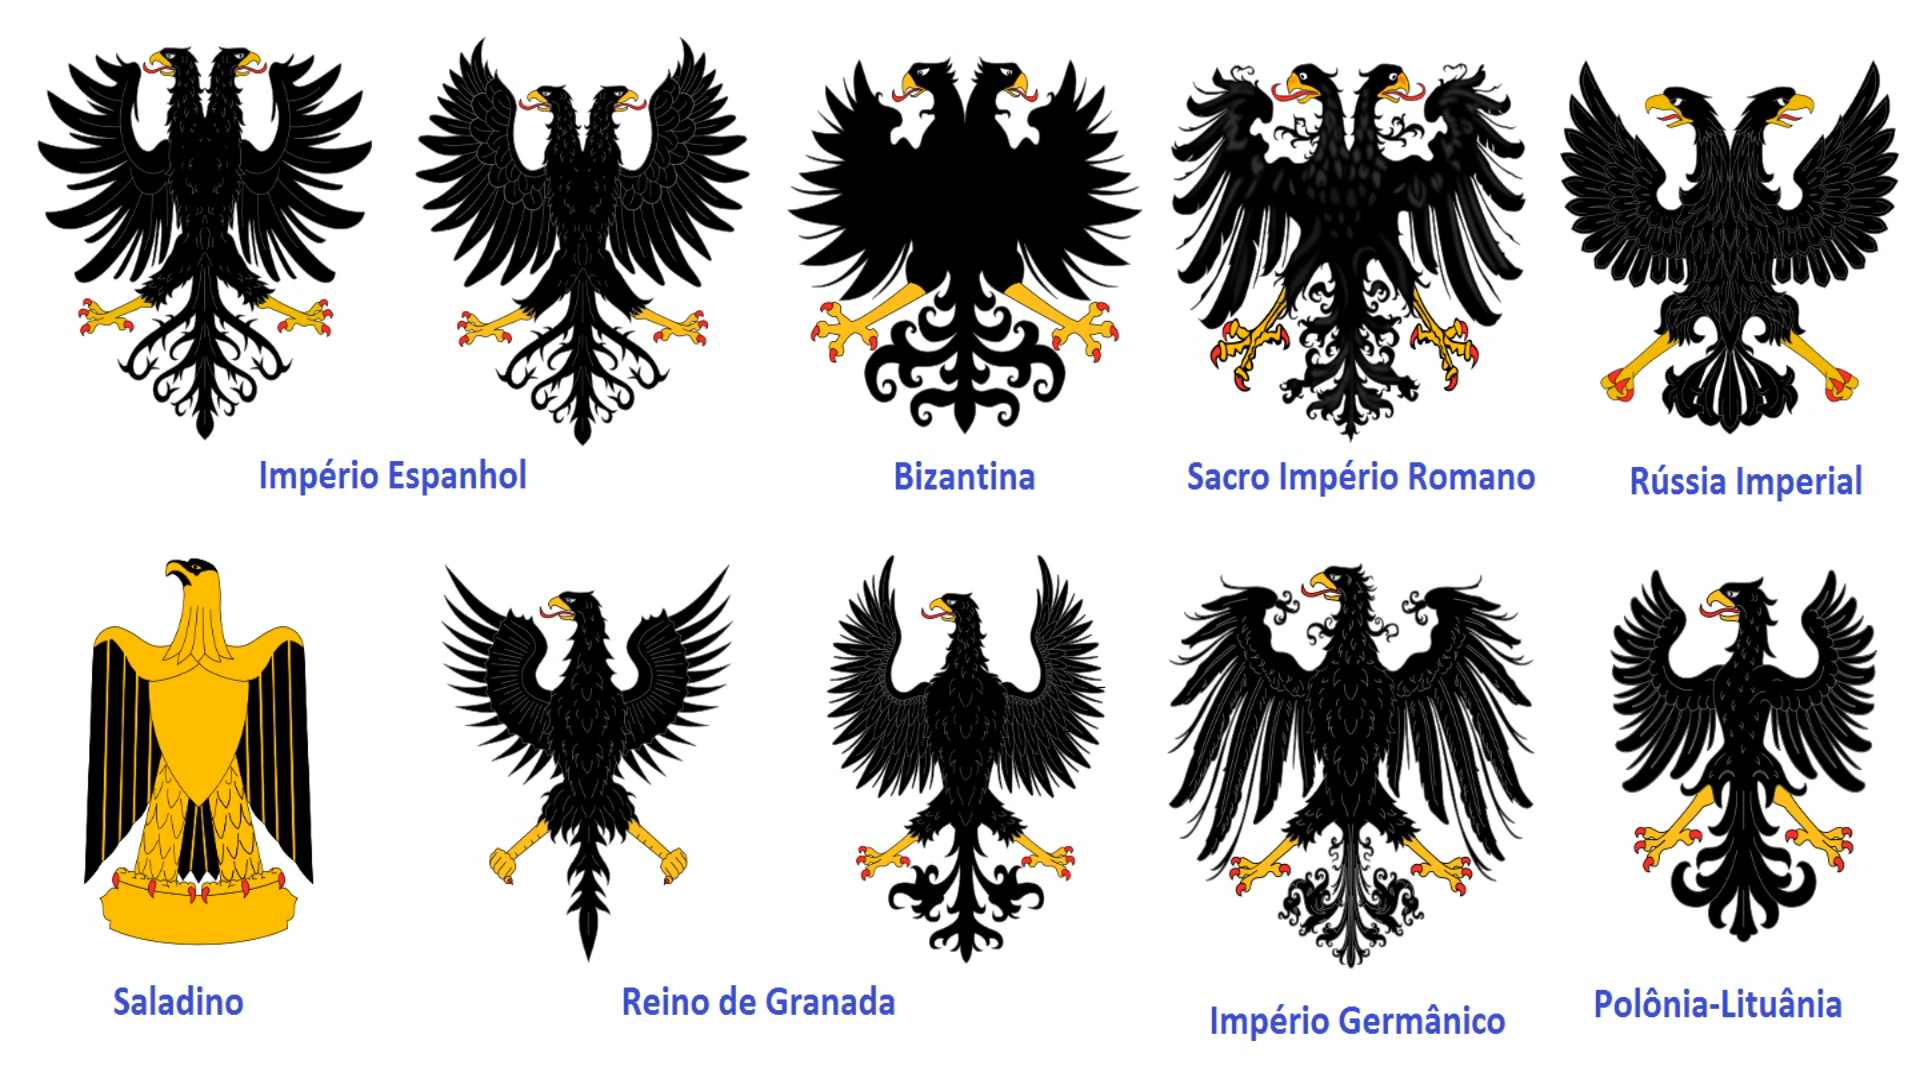 Império Espanhol
Bizantina
Sacro Império Romano
Rússia Imperial
Saladino
Reino de Granada
Império Germânico
Polônia-Lituânia